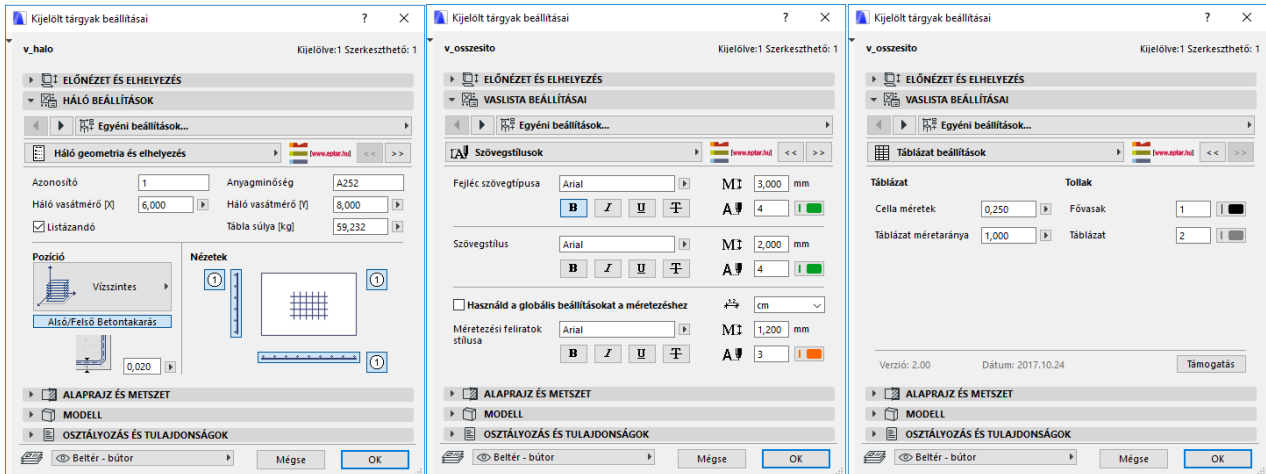 Kijelölt tárgyak beállításai
v_halo Kijelölve:1 Szerkeszthető: 1
ELŐNÉZET ÉS ELHELYEZÉS
HÁLÓ BEÁLLÍTÁSOK
Egyéni beállítások...
Háló geometria és elhelyezés [www.eptar.hu] << >>
Azonosító 1 Anyagminőség A252
Háló vasátmérő [X] 6,000 Háló vasátmérő [Y] 8,000
Listázandó Tábla súlya [kg] 59,232
Pozíció Nézetek
Vízszintes 1 1
Alsó/Felső Betontakarás
0,020 1
ALAPRAJZ ÉS METSZET
MODELL
OSZTÁLYOZÁS ÉS TULAJDONSÁGOK
Beltér - bútor Mégse OK
Kijelölt tárgyak beállításai
v_osszesito Kijelölve:1 Szerkeszthető: 1
ELŐNÉZET ÉS ELHELYEZÉS
VASLISTA BEÁLLÍTÁSAI
Egyéni beállítások...
Szövegstílusok [www.eptar.hu] << >>
Fejléc szövegtípusa Arial 3,000 mm
B I U T 4
Szövegstílus Arial 2,000 mm
B I U T 4
Használd a globális beállításokat a méretezéshez 1.2 cm
Méretezési feliratok stílusa Arial 1,200 mm
B I U T 3
ALAPRAJZ ÉS METSZET
MODELL
OSZTÁLYOZÁS ÉS TULAJDONSÁGOK
Beltér - bútor Mégse OK
Kijelölt tárgyak beállításai
v_osszesito Kijelölve:1 Szerkeszthető: 1
ELŐNÉZET ÉS ELHELYEZÉS
VASLISTA BEÁLLÍTÁSAI
Egyéni beállítások...
Táblázat beállítások [www.eptar.hu] << >>
Táblázat Tollak
Cella méretek 0,250 Fővasak 1
Táblázat méretaránya 1,000 Táblázat 2
Verzió: 2.00 Dátum: 2017.10.24 Támogatás
ALAPRAJZ ÉS METSZET
MODELL
OSZTÁLYOZÁS ÉS TULAJDONSÁGOK
Beltér - bútor Mégse OK